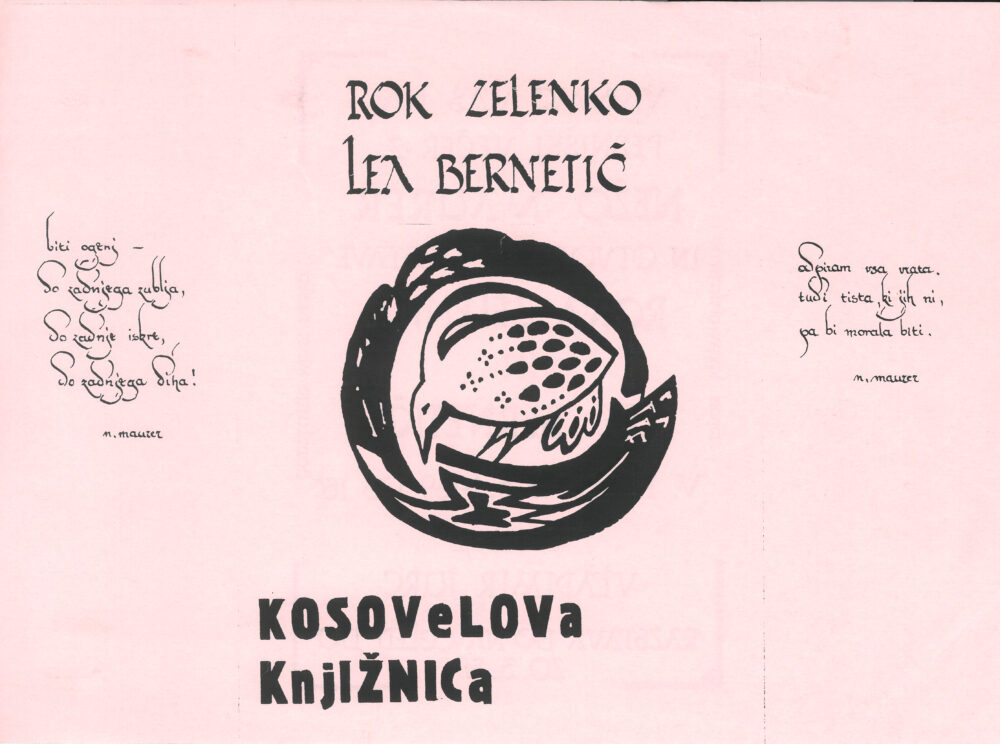 ROK ZELENKO
LEA BERNETIČ
biti ogenj –
do zadnjega zublja,
do zadnje iskre,
do zadnjega diha!
n. maurer
odpiram vsa vrata.
tudi tista, ki jih ni,
pa bi morala biti.
n. maurer
KOSOVeLOVa
KnjIŽNICa